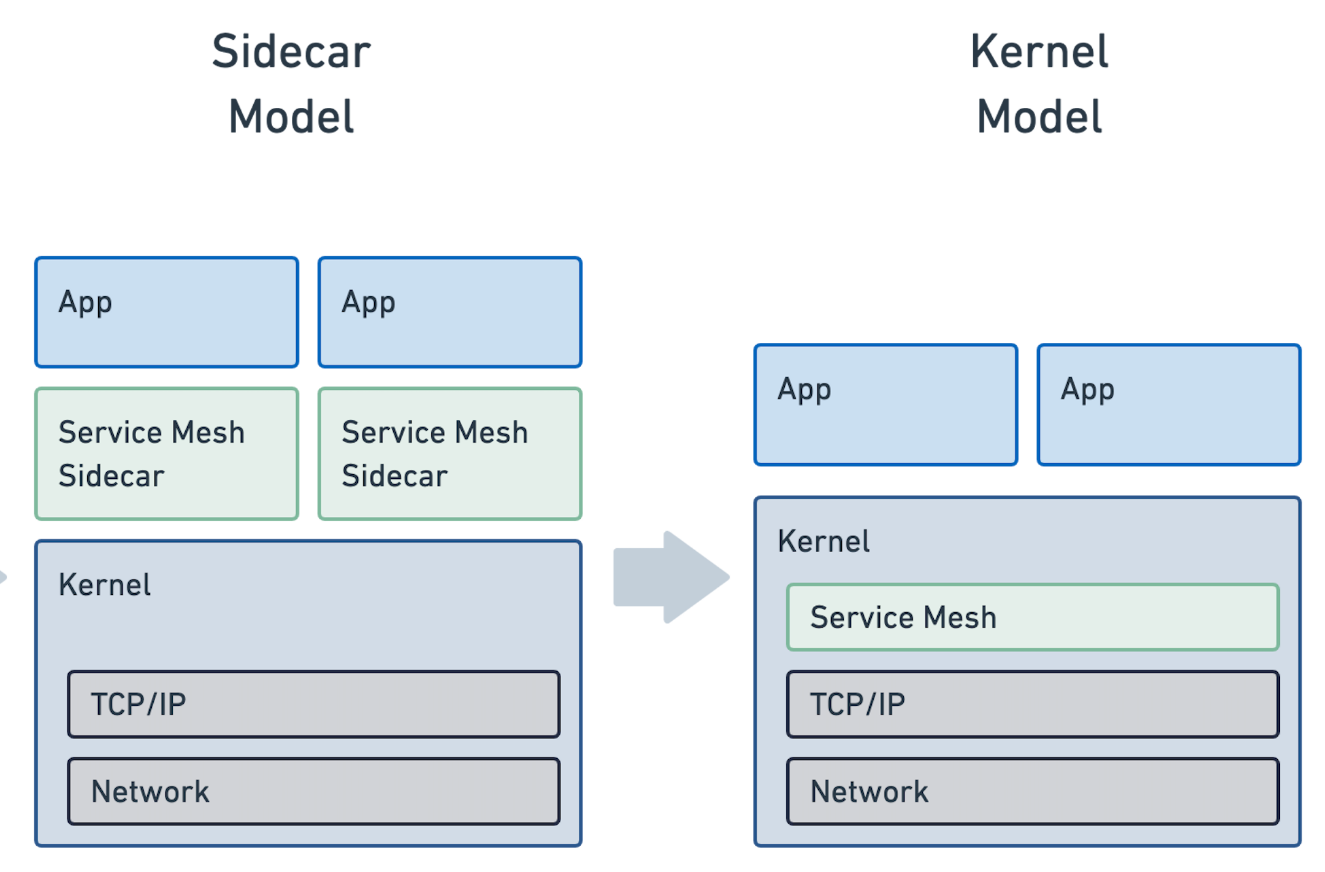 Sidecar
Model
App
App
Service Mesh
Sidecar
Service Mesh
Sidecar
Kernel
TCP/IP
Network
Kernel
Model
App
App
Kernel
Service Mesh
TCP/IP
Network